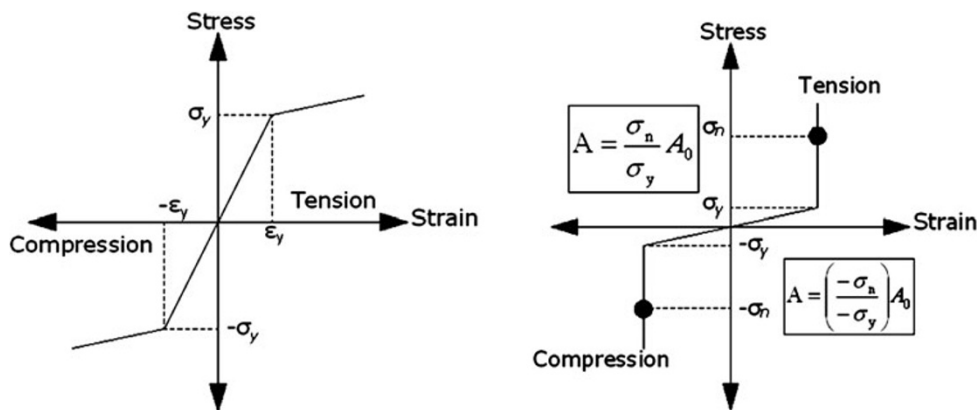 Stress
σy
-εy
Tension
Strain
Compression
εy
-σy
Stress
Tension
A = σn/σy A₀
σn
σy
Strain
-σy
A = (-σn/-σy) A₀
-σn
Compression